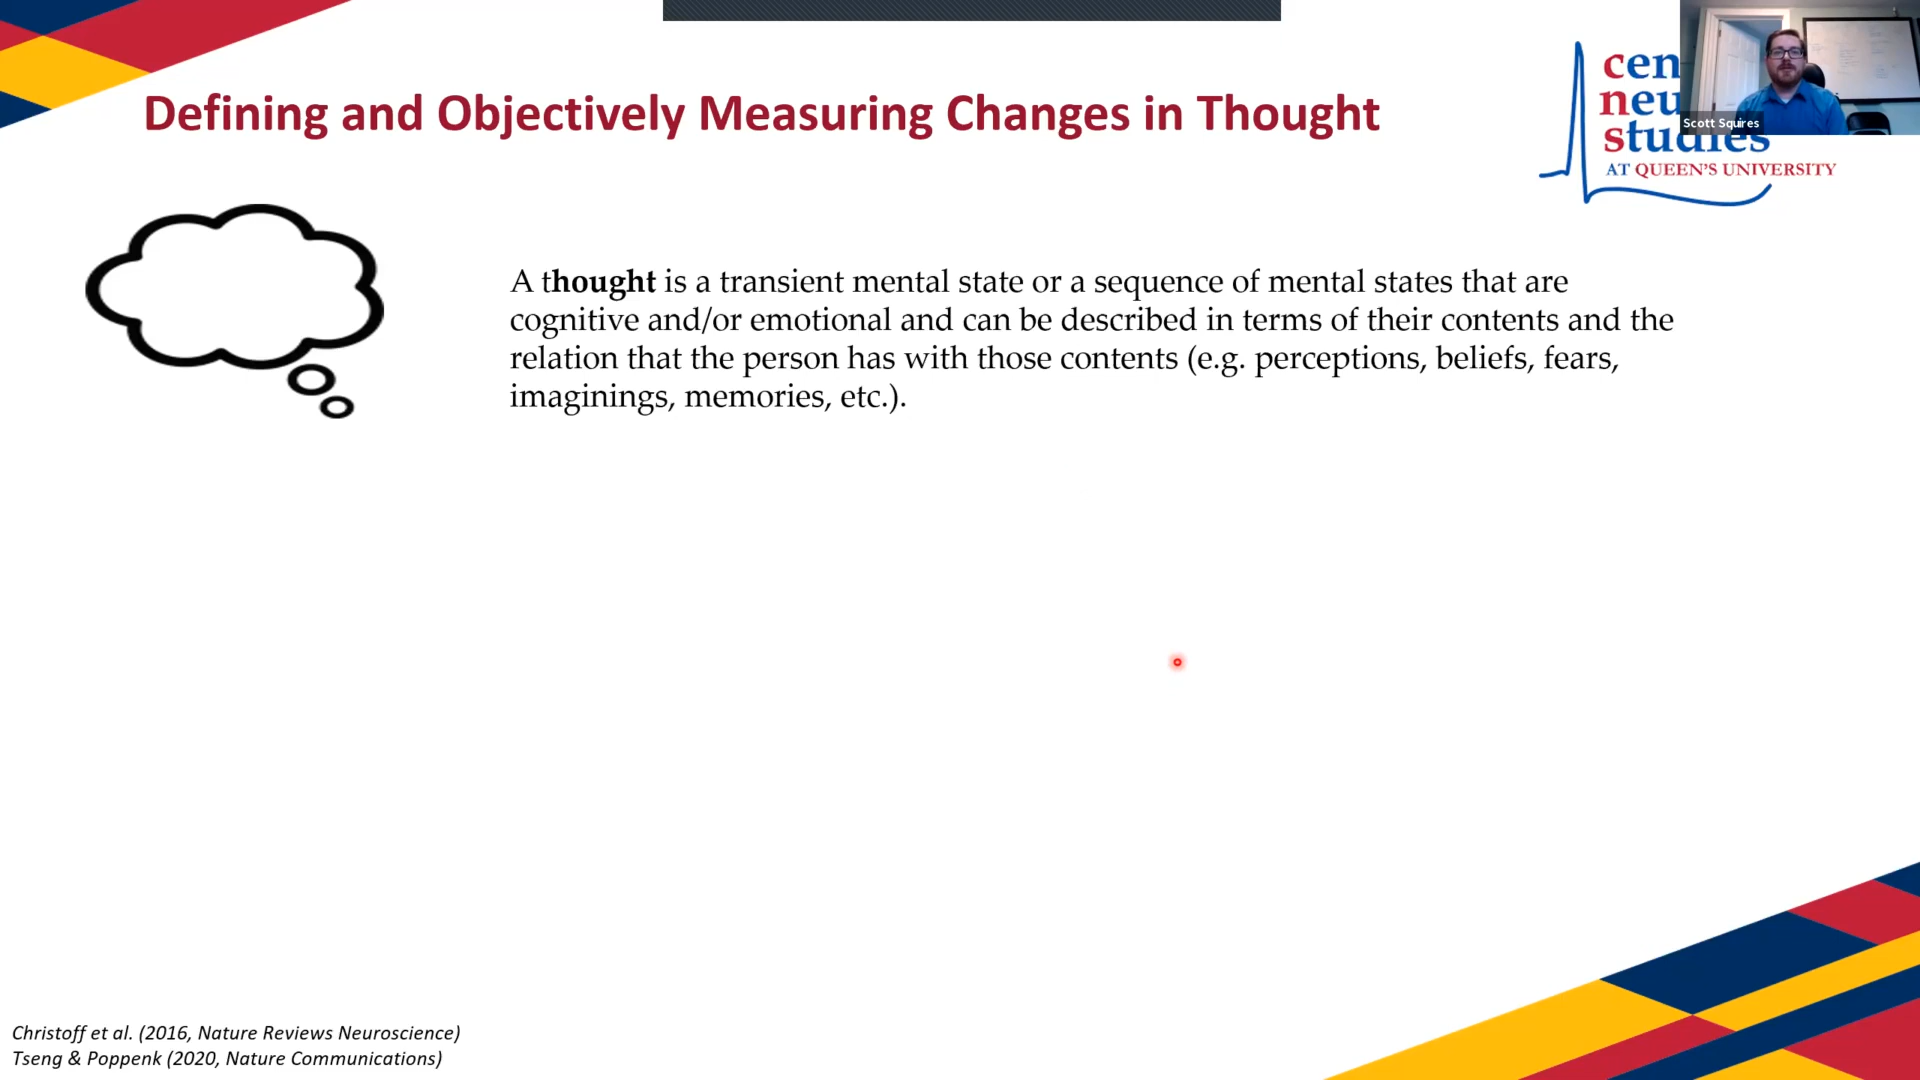 Defining and Objectively Measuring Changes in Thought
cen
neu
studies
AT QUEEN'S UNIVERSITY
Scott Squires
A thought is a transient mental state or a sequence of mental states that are
cognitive and/or emotional and can be described in terms of their contents and the
relation that the person has with those contents (e.g. perceptions, beliefs, fears,
imaginings, memories, etc.).
Christoff et al. (2016, Nature Reviews Neuroscience)
Tseng & Poppenk (2020, Nature Communications)